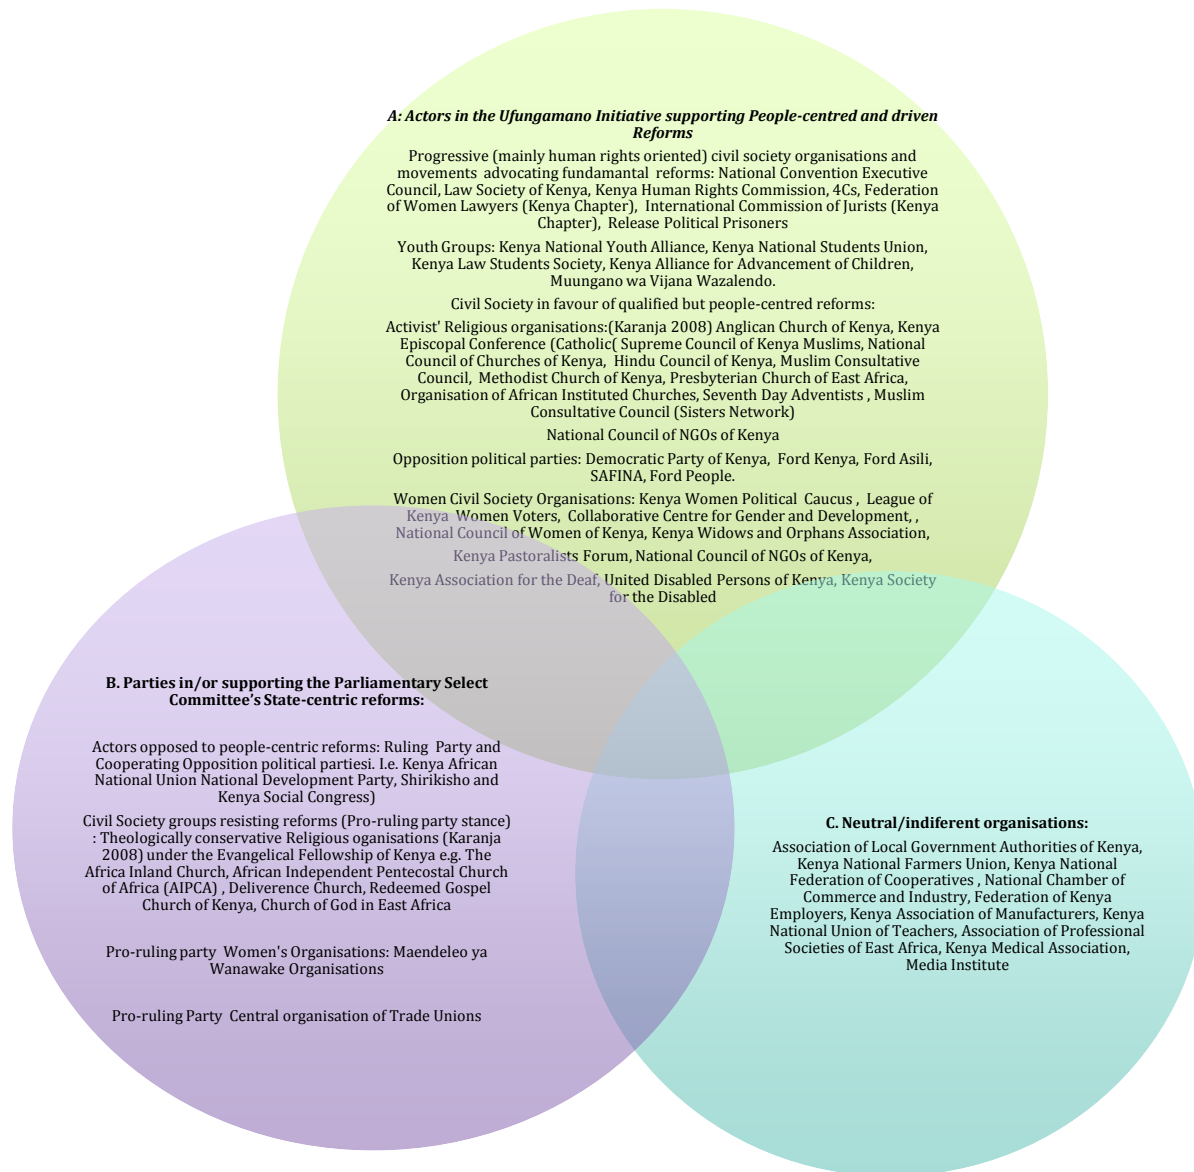 A: Actors in the Ufungamano Initiative supporting People-centred and driven
Reforms
Progressive (mainly human rights oriented) civil society organisations and
movements advocating fundamantal reforms: National Convention Executive
Council, Law Society of Kenya, Kenya Human Rights Commission, 4Cs, Federation
of Women Lawyers (Kenya Chapter), International Commission of Jurists (Kenya
Chapter), Release Political Prisoners
Youth Groups: Kenya National Youth Alliance, Kenya National Students Union,
Kenya Law Students Society, Kenya Alliance for Advancement of Children,
Muungano wa Vijana Wazalendo.
Civil Society in favour of qualified but people-centred reforms:
Activist' Religious organisations:(Karanja 2008) Anglican Church of Kenya, Kenya
Episcopal Conference (Catholic( Supreme Council of Kenya Muslims, National
Council of Churches of Kenya, Hindu Council of Kenya, Muslim Consultative
Council, Methodist Church of Kenya, Presbyterian Church of East Africa,
Organisation of African Instituted Churches, Seventh Day Adventists , Muslim
Consultative Council (Sisters Network)
National Council of NGOs of Kenya
Opposition political parties: Democratic Party of Kenya, Ford Kenya, Ford Asili,
SAFINA, Ford People.
Women Civil Society Organisations: Kenya Women Political Caucus , League of
Kenya Women Voters, Collaborative Centre for Gender and Development, ,
National Council of Women of Kenya, Kenya Widows and Orphans Association,
Kenya Pastoralists Forum, National Council of NGOs of Kenya,
Kenya Association for the Deaf, United Disabled Persons of Kenya, Kenya Society
for the Disabled
B. Parties in/or supporting the Parliamentary Select
Committee's State-centric reforms:
Actors opposed to people-centric reforms: Ruling Party and
Cooperating Opposition political partiesi. I.e. Kenya African
National Union National Development Party, Shirikisho and
Kenya Social Congress)
Civil Society groups resisting reforms (Pro-ruling party stance)
: Theologically conservative Religious oganisations (Karanja
2008) under the Evangelical Fellowship of Kenya e.g. The
Africa Inland Church, African Independent Pentecostal Church
of Africa (AIPCA) , Deliverence Church, Redeemed Gospel
Church of Kenya, Church of God in East Africa
Pro-ruling party Women's Organisations: Maendeleo ya
Wanawake Organisations
Pro-ruling Party Central organisation of Trade Unions
C. Neutral/indiferent organisations:
Association of Local Government Authorities of Kenya,
Kenya National Farmers Union, Kenya National
Federation of Cooperatives , National Chamber of
Commerce and Industry, Federation of Kenya
Employers, Kenya Association of Manufacturers, Kenya
National Union of Teachers, Association of Professional
Societies of East Africa, Kenya Medical Association,
Media Institute